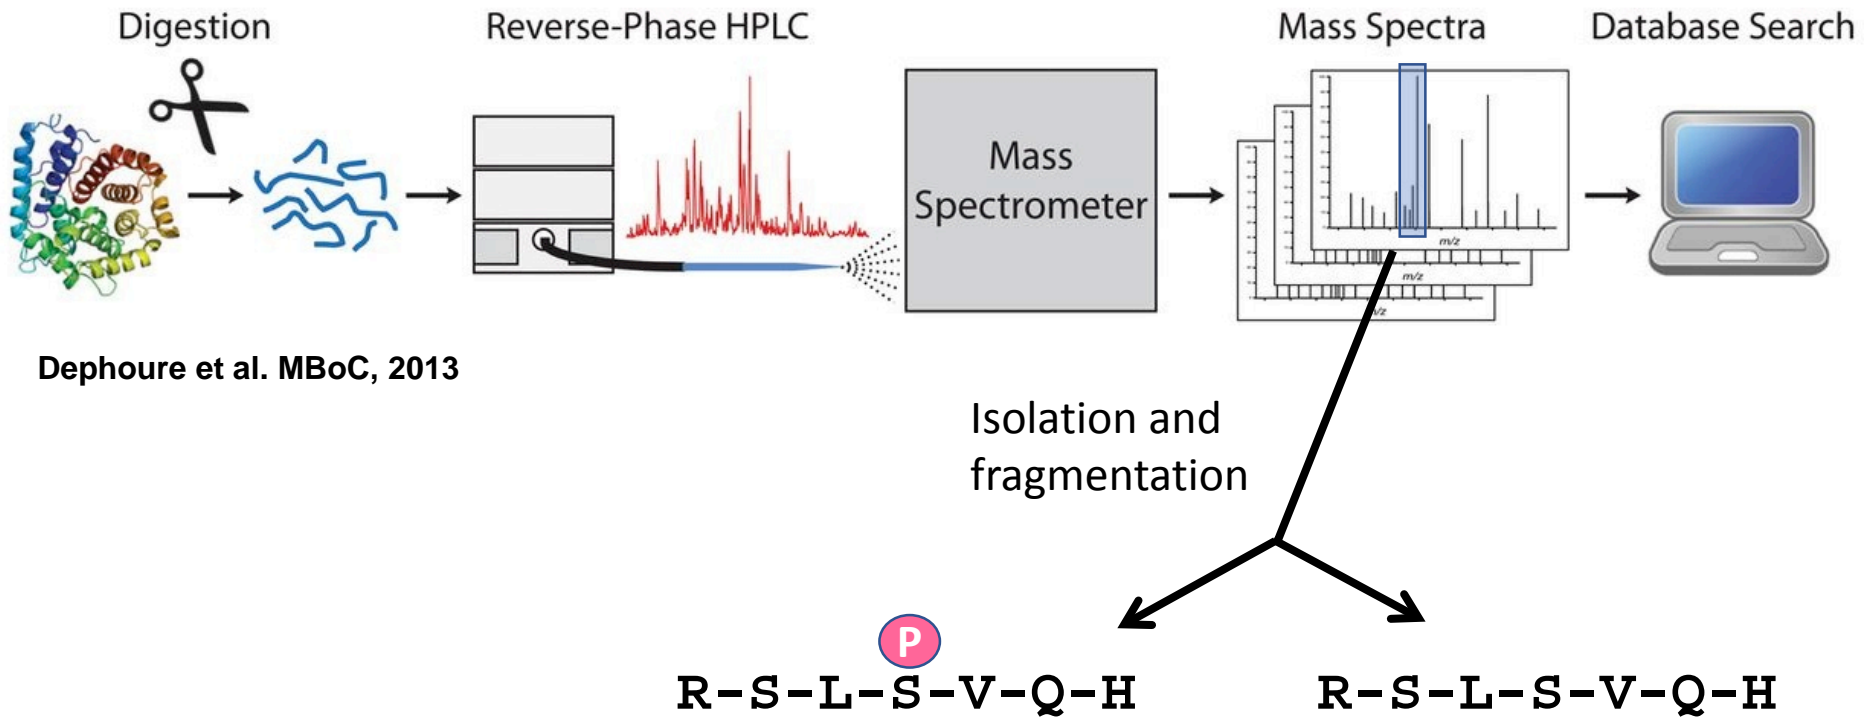 Digestion
Reverse-Phase HPLC
Mass Spectra
Database Search
Mass
Spectrometer
m/z
m/z
m/z
Dephoure et al. MBoC, 2013
Isolation and
fragmentation
P
R-S-L-S-V-Q-H
R-S-L-S-V-Q-H